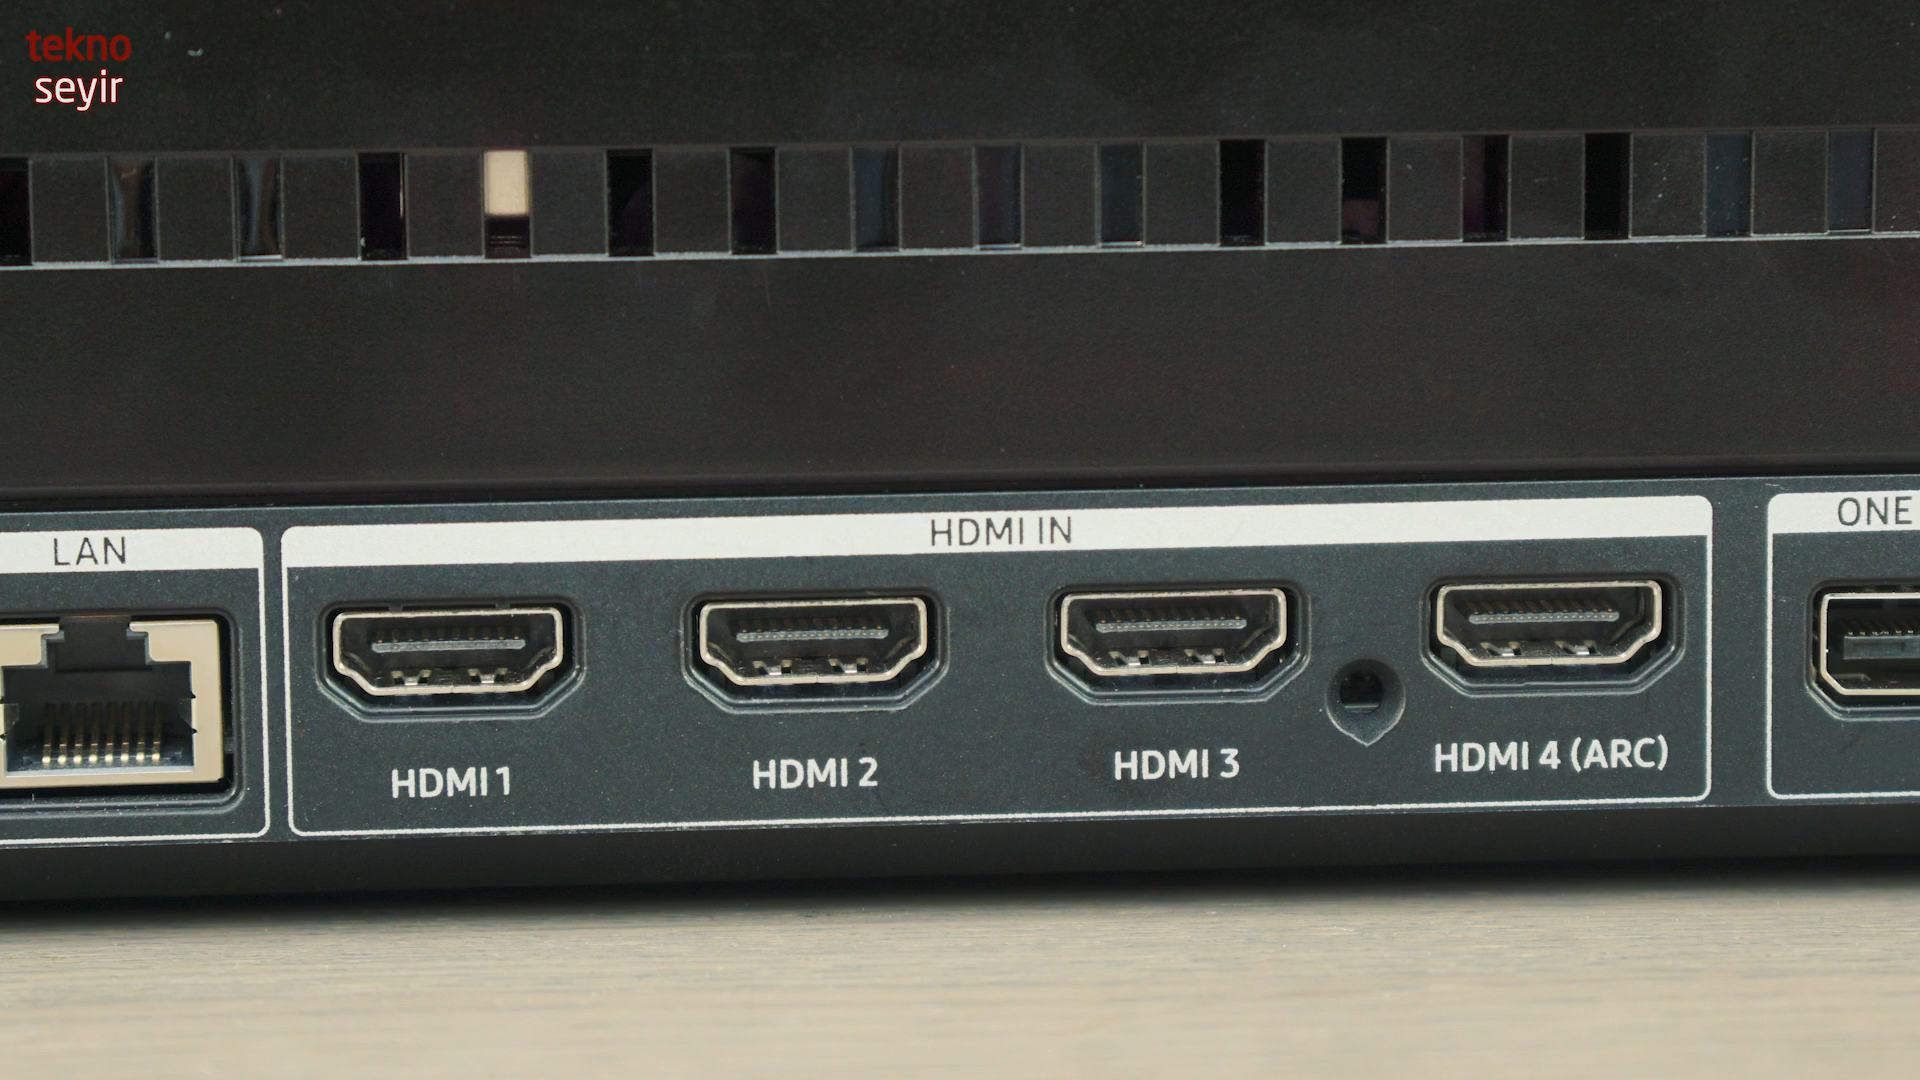 tekno
seyir
LAN
HDMI IN
ONE
HDMI 1
HDMI 2
HDMI 3
HDMI 4 (ARC)